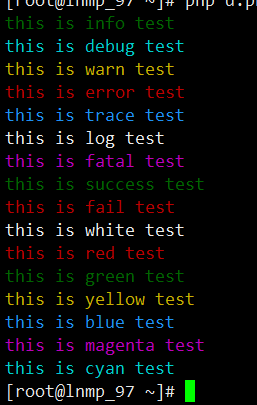 [root@lnmp_97 ~]# php d.p
this is info test
this is debug test
this is warn test
this is error test
this is trace test
this is log test
this is fatal test
this is success test
this is fail test
this is white test
this is red test
this is green test
this is yellow test
this is blue test
this is magenta test
this is cyan test
[root@lnmp_97 ~]#